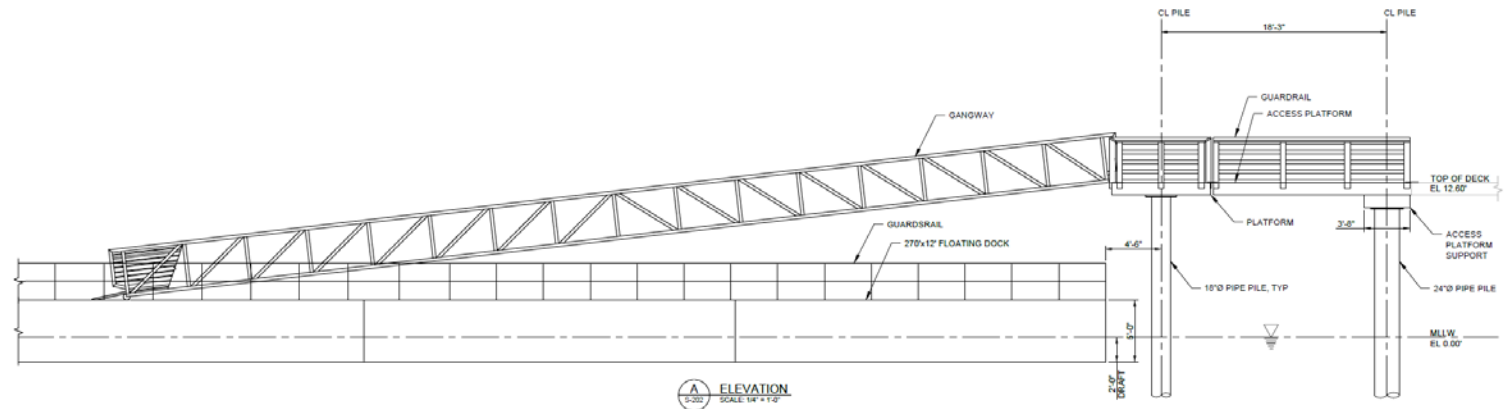 CL PILE
CL PILE
18'-3"
GUARDRAIL
ACCESS PLATFORM
GANGWAY
TOP OF DECK
EL 12.60'
PLATFORM
GUARDSRAIL
270'x12' FLOATING DOCK
4'-6"
3'-8"
ACCESS
PLATFORM
SUPPORT
18"Ø PIPE PILE, TYP
24"Ø PIPE PILE
5'-0"
MLLW
EL 0.00'
2'-0"
DRAFT
A
S-202
ELEVATION
SCALE: 1/4" = 1'-0"